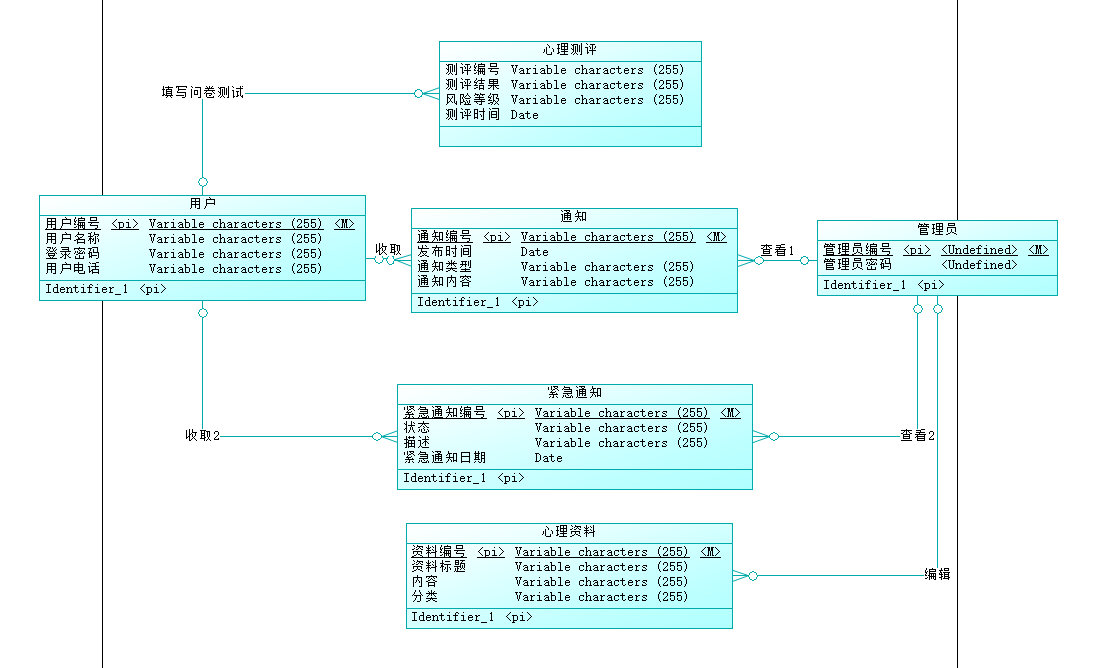 心理测评
测评编号 Variable characters (255)
测评结果 Variable characters (255)
风险等级 Variable characters (255)
测评时间 Date
填写问卷测试
用户
用户编号 <pi> Variable characters (255) <M>
用户名称 Variable characters (255)
登录密码 Variable characters (255)
用户电话 Variable characters (255)
Identifier_1 <pi>
收取
通知
通知编号 <pi> Variable characters (255) <M>
发布时间 Date
通知类型 Variable characters (255)
通知内容 Variable characters (255)
Identifier_1 <pi>
查看1
管理员
管理员编号 <pi> <Undefined> <M>
管理员密码 <Undefined>
Identifier_1 <pi>
收取2
紧急通知
紧急通知编号 <pi> Variable characters (255) <M>
状态 Variable characters (255)
描述 Variable characters (255)
紧急通知日期 Date
Identifier_1 <pi>
查看2
心理资料
资料编号 <pi> Variable characters (255) <M>
资料标题 Variable characters (255)
内容 Variable characters (255)
分类 Variable characters (255)
Identifier_1 <pi>
编辑